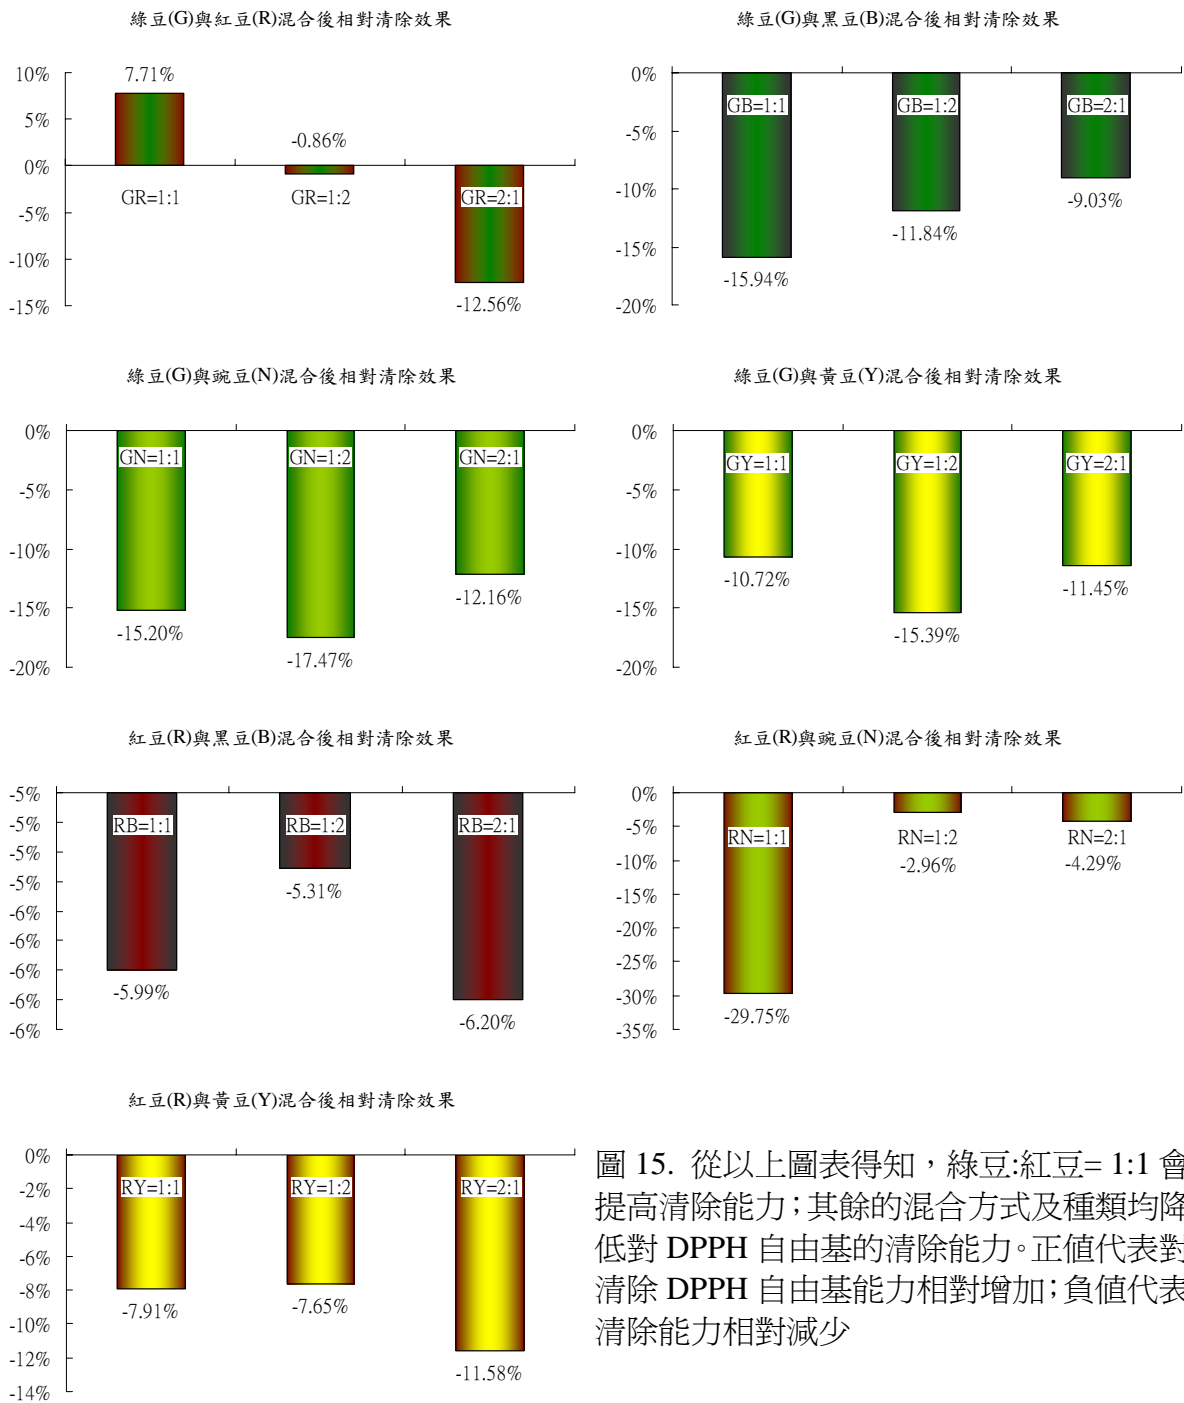 綠豆(G)與紅豆(R)混合後相對清除效果
10%
5%
0%
-5%
-10%
-15%
7.71%
-0.86%
-12.56%
GR=1:1
GR=1:2
GR=2:1
綠豆(G)與黑豆(B)混合後相對清除效果
0%
-5%
-10%
-15%
-20%
GB=1:1
GB=1:2
GB=2:1
-15.94%
-11.84%
-9.03%
綠豆(G)與豌豆(N)混合後相對清除效果
0%
-5%
-10%
-15%
-20%
GN=1:1
GN=1:2
GN=2:1
-15.20%
-17.47%
-12.16%
綠豆(G)與黃豆(Y)混合後相對清除效果
0%
-5%
-10%
-15%
-20%
GY=1:1
GY=1:2
GY=2:1
-10.72%
-15.39%
-11.45%
紅豆(R)與黑豆(B)混合後相對清除效果
-5%
-5%
-5%
-5%
-6%
-6%
-6%
-6%
-6%
RB=1:1
RB=1:2
RB=2:1
-5.99%
-5.31%
-6.20%
紅豆(R)與豌豆(N)混合後相對清除效果
0%
-5%
-10%
-15%
-20%
-25%
-30%
-35%
RN=1:1
RN=1:2
RN=2:1
-29.75%
-2.96%
-4.29%
紅豆(R)與黃豆(Y)混合後相對清除效果
0%
-2%
-4%
-6%
-8%
-10%
-12%
-14%
RY=1:1
RY=1:2
RY=2:1
-7.91%
-7.65%
-11.58%
圖 15. 從以上圖表得知，綠豆:紅豆= 1:1 會
提高清除能力；其餘的混合方式及種類均降
低對 DPPH 自由基的清除能力。正值代表對
清除 DPPH 自由基能力相對增加；負值代表
清除能力相對減少